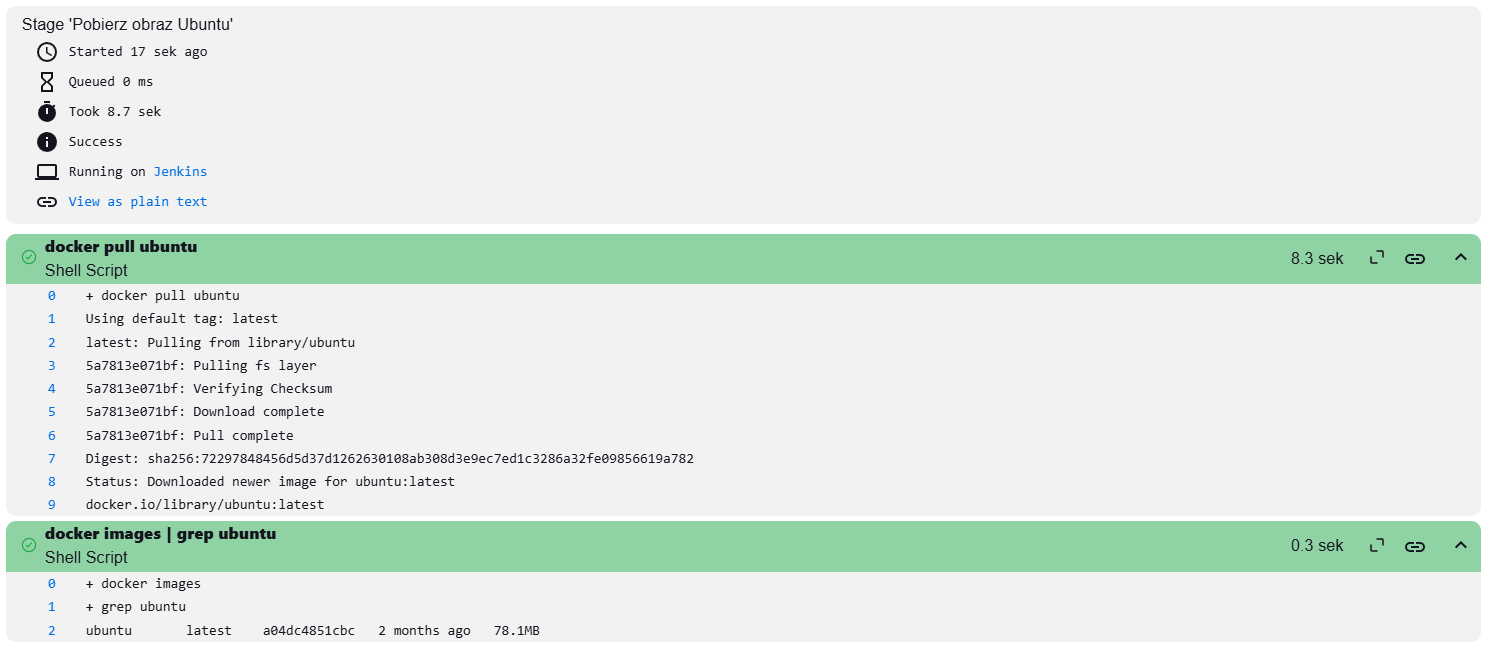 Stage 'Pobierz obraz Ubuntu'
Started 17 sek ago
Queued 0 ms
Took 8.7 sek
Success
Running on Jenkins
View as plain text
docker pull ubuntu
Shell Script
8.3 sek
0 + docker pull ubuntu
1 Using default tag: latest
2 latest: Pulling from library/ubuntu
3 5a7813e071bf: Pulling fs layer
4 5a7813e071bf: Verifying Checksum
5 5a7813e071bf: Download complete
6 5a7813e071bf: Pull complete
7 Digest: sha256:72297848456d5d37d1262630108ab308d3e9ec7ed1c3286a32fe09856619a782
8 Status: Downloaded newer image for ubuntu:latest
9 docker.io/library/ubuntu:latest
docker images | grep ubuntu
Shell Script
0.3 sek
0 + docker images
1 + grep ubuntu
2 ubuntu latest a04dc4851cbc 2 months ago 78.1MB